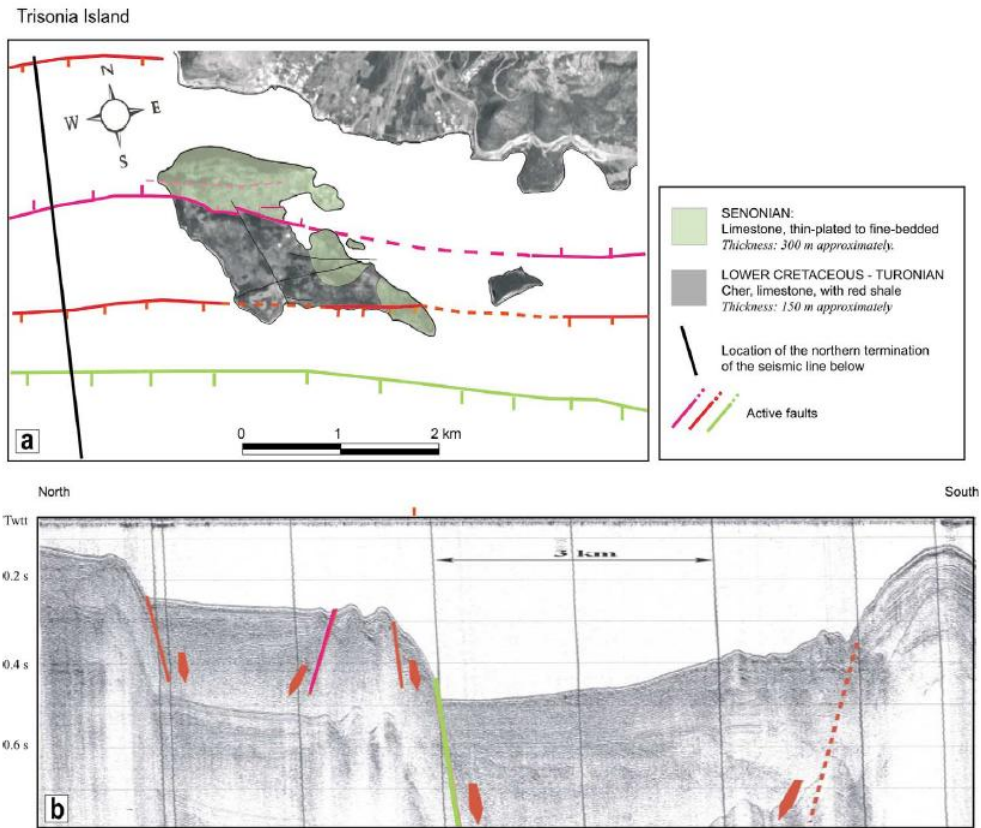 Trisonia Island
N
W
E
S
a
0 1 2 km
SENONIAN:
Limestone, thin-plated to fine-bedded
Thickness: 300 m approximately.
LOWER CRETACEOUS - TURONIAN
Cher, limestone, with red shale
Thickness: 150 m approximately
Location of the northern termination
of the seismic line below
Active faults
North
South
Twtt
3 km
0.2 s
0.4 s
0.6 s
b